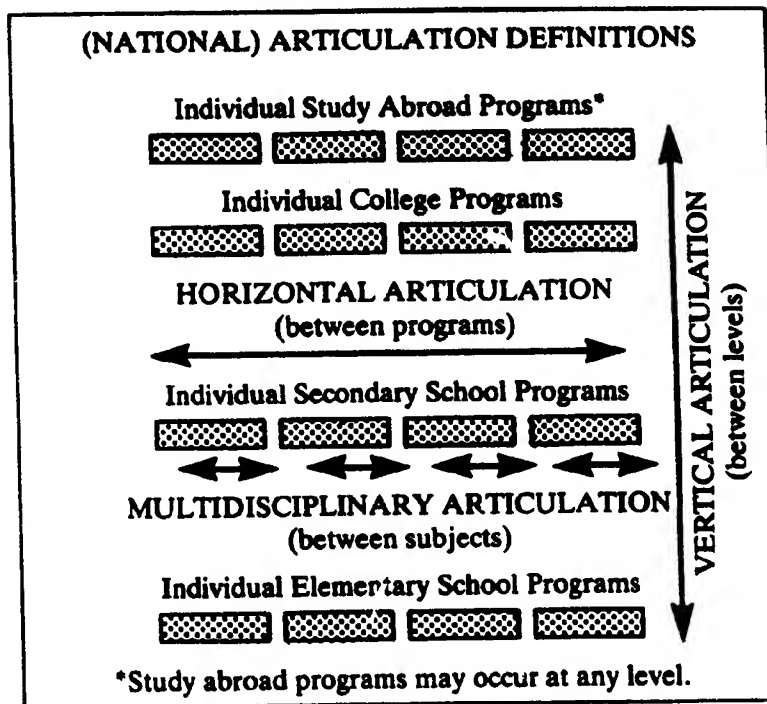 (NATIONAL) ARTICULATION DEFINITIONS
Individual Study Abroad Programs*
Individual College Programs
HORIZONTAL ARTICULATION
(between programs)
Individual Secondary School Programs
MULTIDISCIPLINARY ARTICULATION
(between subjects)
Individual Elementary School Programs
*Study abroad programs may occur at any level.
VERTICAL ARTICULATION
(between levels)